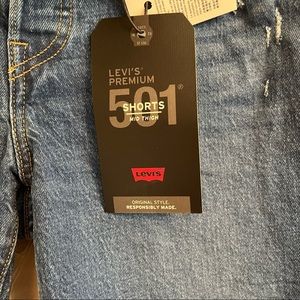 LEVI'S®
PREMIUM
501®
SHORTS
MID THIGH
Levi's
ORIGINAL STYLE.
RESPONSIBLY MADE.